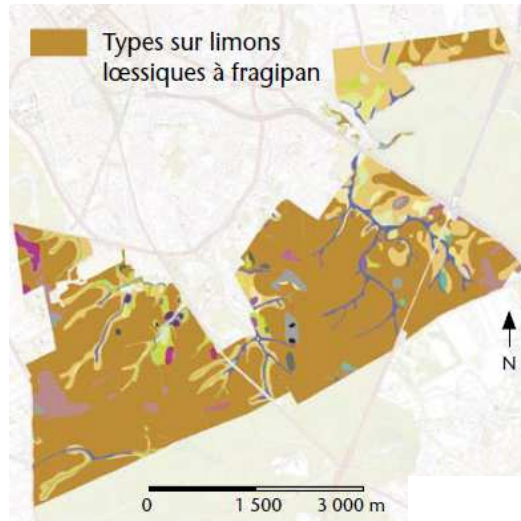 Types sur limons
lœssiques à fragipan
N
0 1 500 3 000 m